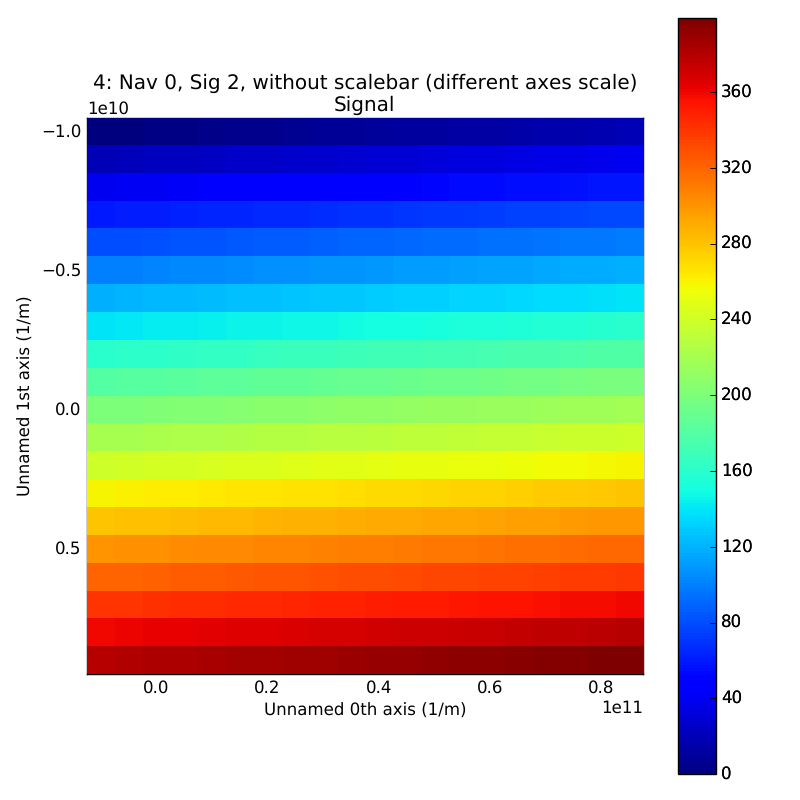 4: Nav 0, Sig 2, without scalebar (different axes scale)
Signal
1e10
−1.0
−0.5
0.0
0.5
Unnamed 1st axis (1/m)
0.0 0.2 0.4 0.6 0.8
1e11
Unnamed 0th axis (1/m)
360
320
280
240
200
160
120
80
40
0